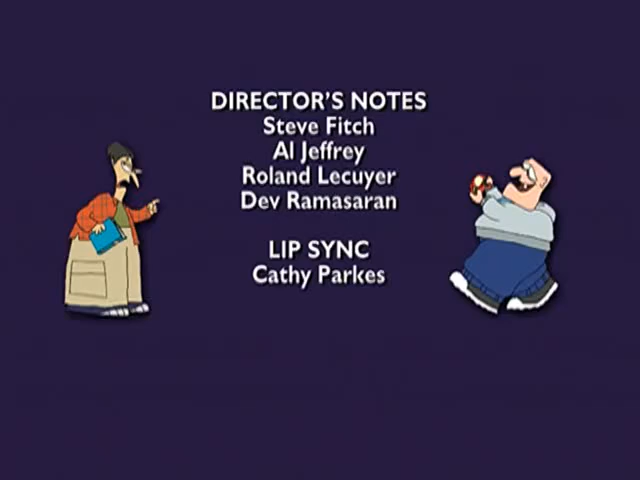 DIRECTOR'S NOTES
Steve Fitch
Al Jeffrey
Roland Lecuyer
Dev Ramasaran
LIP SYNC
Cathy Parkes